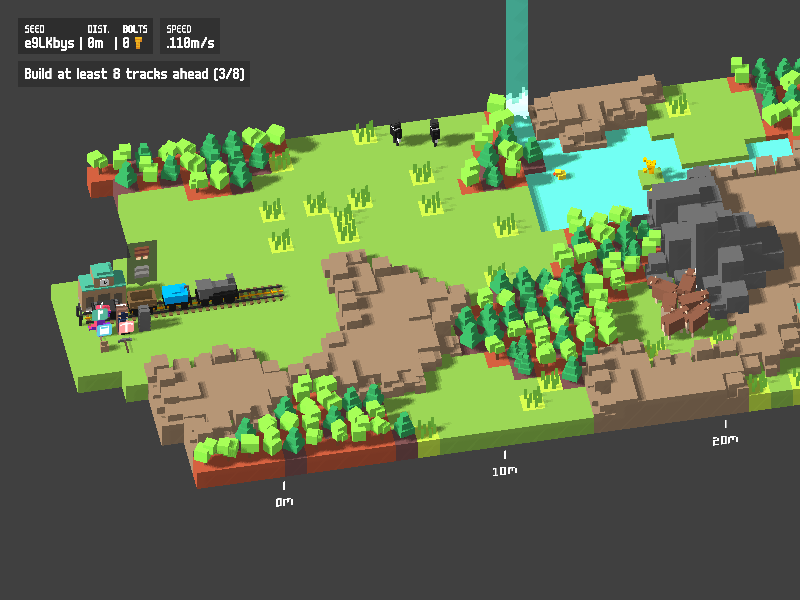 SEED DIST. BOLTS SPEED
e9LKbys 0m 0 .110m/s
Build at least 8 tracks ahead (3/8)
0m
10m
20m